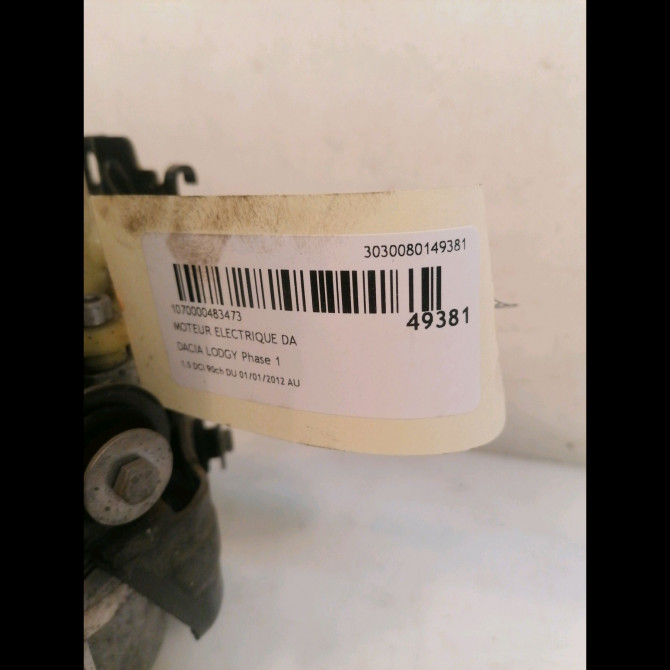 3030080149381
1070000483473
49381
MOTEUR ELECTRIQUE DA
DACIA LODGY Phase 1
1.5 DCI 90ch DU 01/01/2012 AU